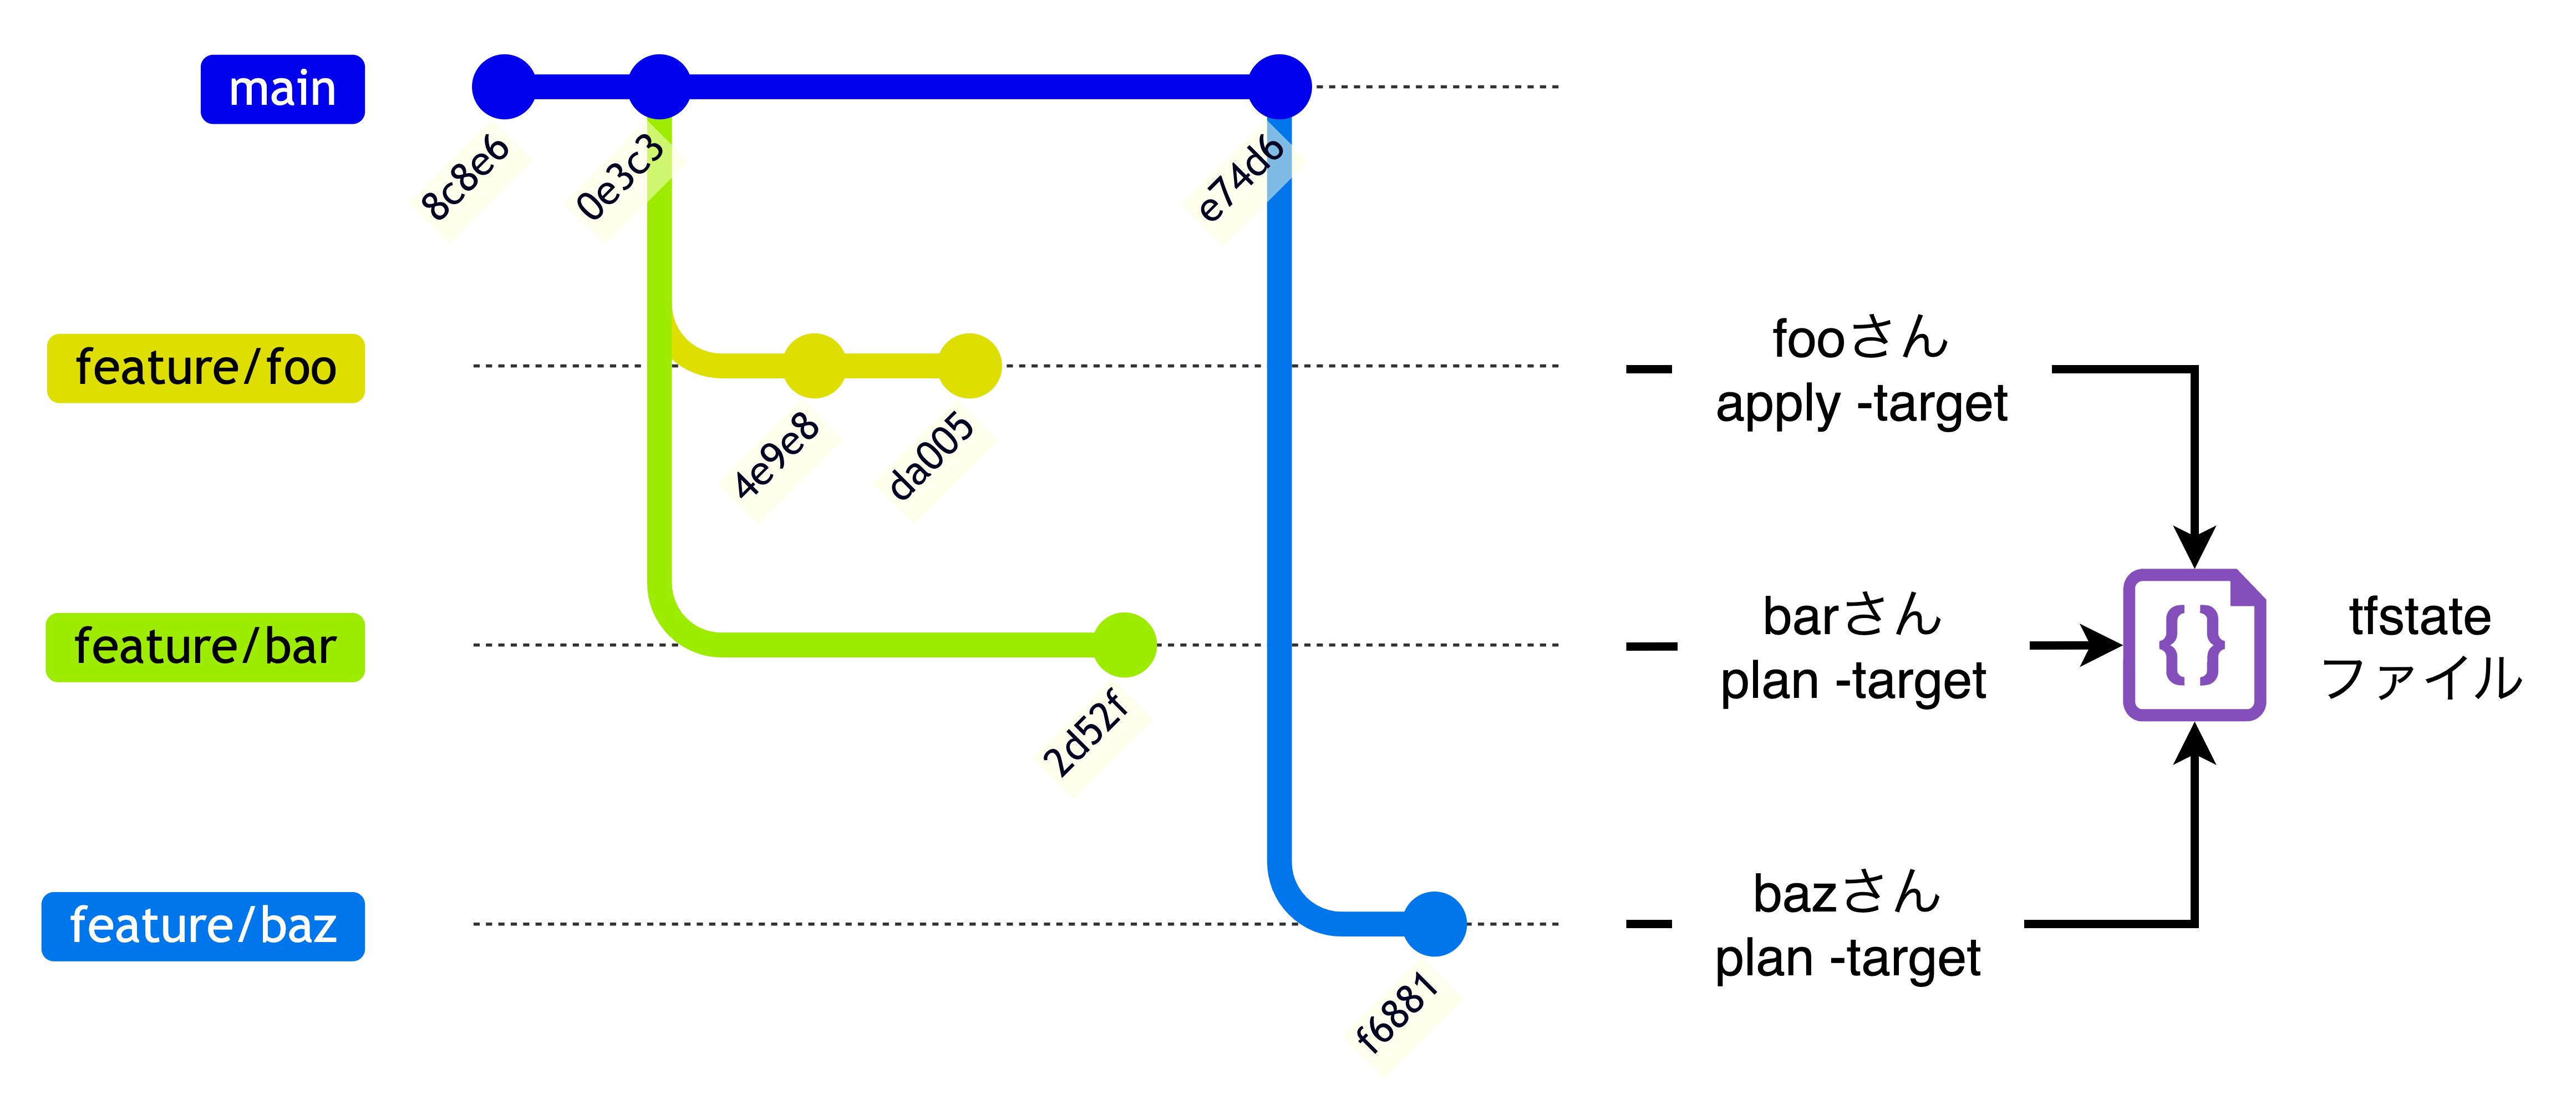 main
8c8e6
0e3c3
e74d6
feature/foo
4e9e8
da005
fooさん
apply -target
feature/bar
2d52f
barさん
plan -target
{}
tfstate
ファイル
feature/baz
f6881
bazさん
plan -target